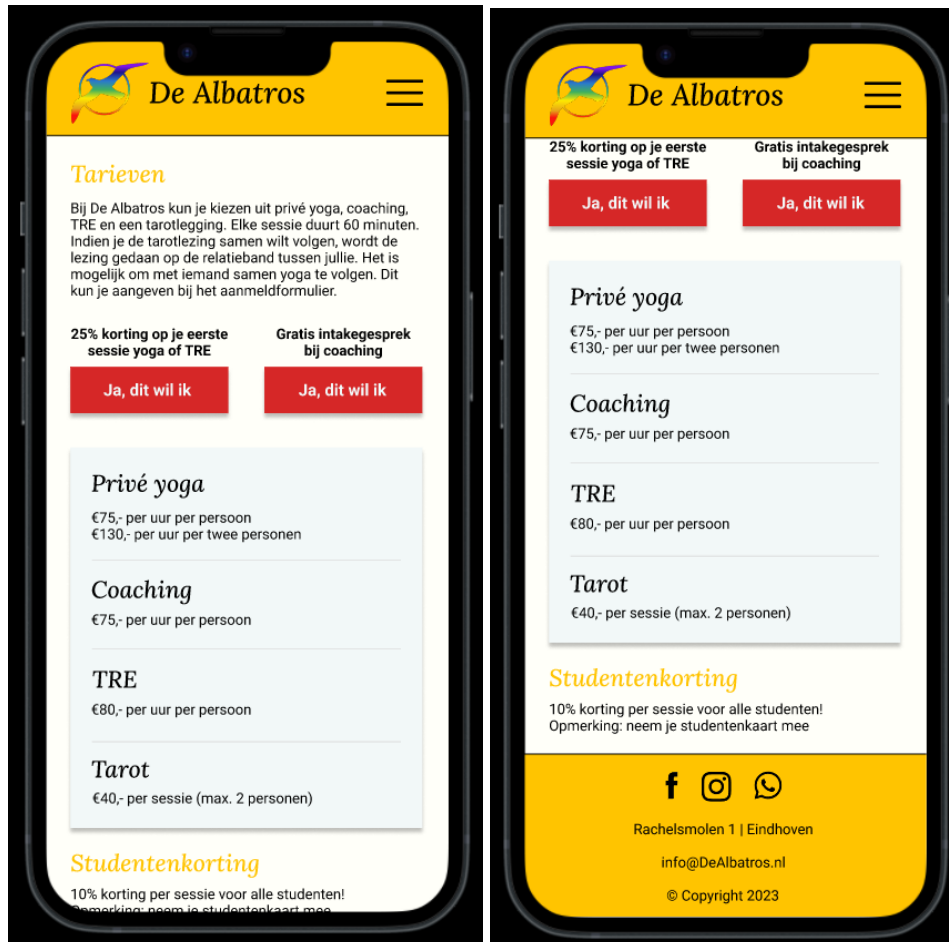 De Albatros
Tarieven
Bij De Albatros kun je kiezen uit privé yoga, coaching,
TRE en een tarotlegging. Elke sessie duurt 60 minuten.
Indien je de tarotlezing samen wilt volgen, wordt de
lezing gedaan op de relatieband tussen jullie. Het is
mogelijk om met iemand samen yoga te volgen. Dit
kun je aangeven bij het aanmeldformulier.
25% korting op je eerste
sessie yoga of TRE
Ja, dit wil ik
Gratis intakegesprek
bij coaching
Ja, dit wil ik
Privé yoga
€75,- per uur per persoon
€130,- per uur per twee personen
Coaching
€75,- per uur per persoon
TRE
€80,- per uur per persoon
Tarot
€40,- per sessie (max. 2 personen)
Studentenkorting
10% korting per sessie voor alle studenten!
Opmerking: neem je studentenkaart mee
De Albatros
25% korting op je eerste
sessie yoga of TRE
Ja, dit wil ik
Gratis intakegesprek
bij coaching
Ja, dit wil ik
Privé yoga
€75,- per uur per persoon
€130,- per uur per twee personen
Coaching
€75,- per uur per persoon
TRE
€80,- per uur per persoon
Tarot
€40,- per sessie (max. 2 personen)
Studentenkorting
10% korting per sessie voor alle studenten!
Opmerking: neem je studentenkaart mee
Rachelsmolen 1 | Eindhoven
info@DeAlbatros.nl
© Copyright 2023